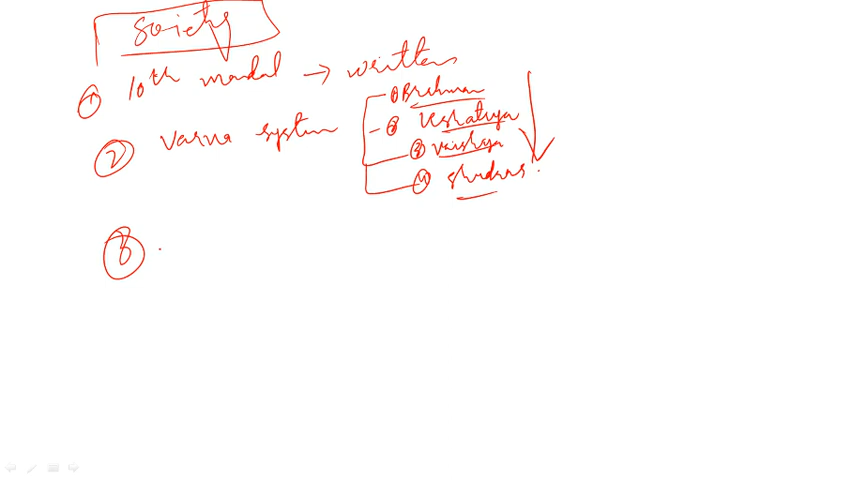 Society
① 10th mandal → written
② Varna system
① Brahman
② Kshatriya
③ Vaishya
④ Shudras.
③